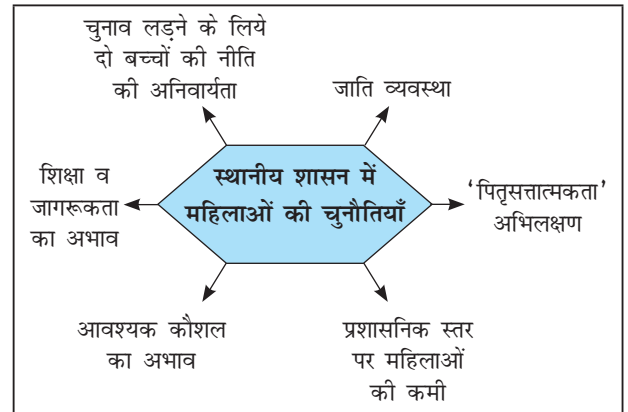 चुनाव लड़ने के लिये
दो बच्चों की नीति
की अनिवार्यता
जाति व्यवस्था
शिक्षा व
जागरूकता
का अभाव
स्थानीय शासन में
महिलाओं की चुनौतियाँ
‘पितृसत्तात्मकता’
अभिलक्षण
आवश्यक कौशल
का अभाव
प्रशासनिक स्तर
पर महिलाओं
की कमी